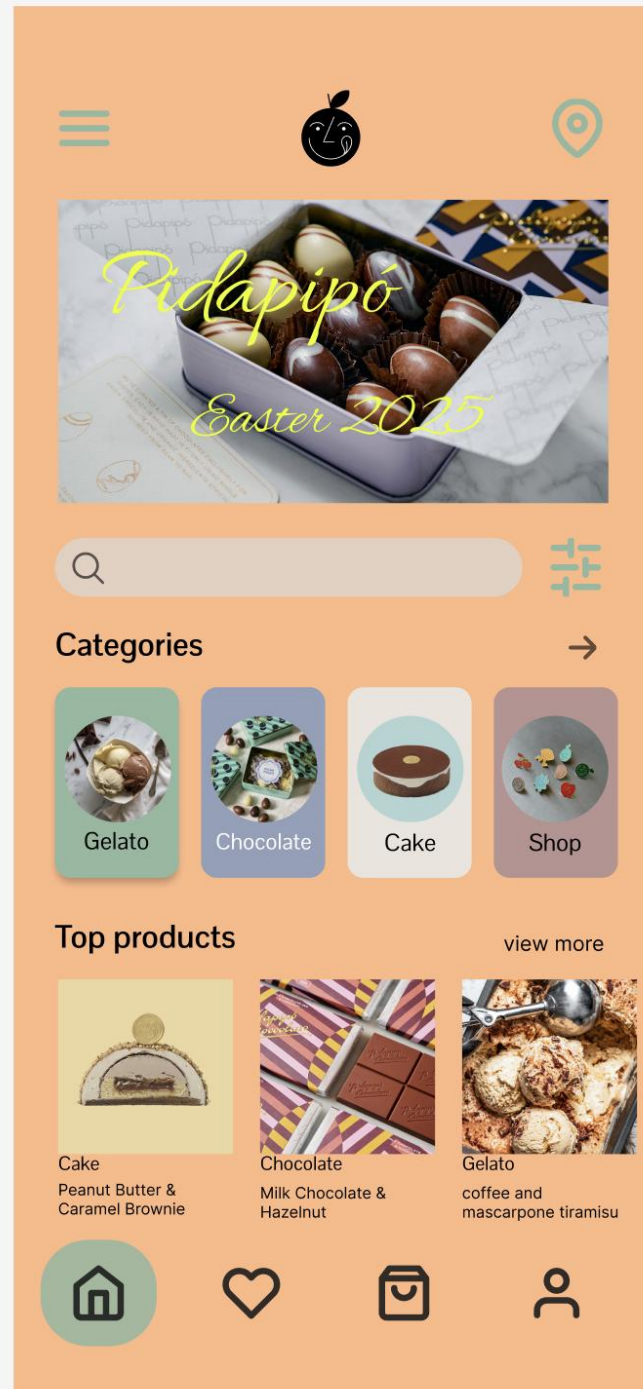 Pidapipó
Easter 2025
Categories
Gelato
Chocolate
Cake
Shop
Top products
view more
Cake
Peanut Butter &
Caramel Brownie
Chocolate
Milk Chocolate &
Hazelnut
Gelato
coffee and
mascarpone tiramisu